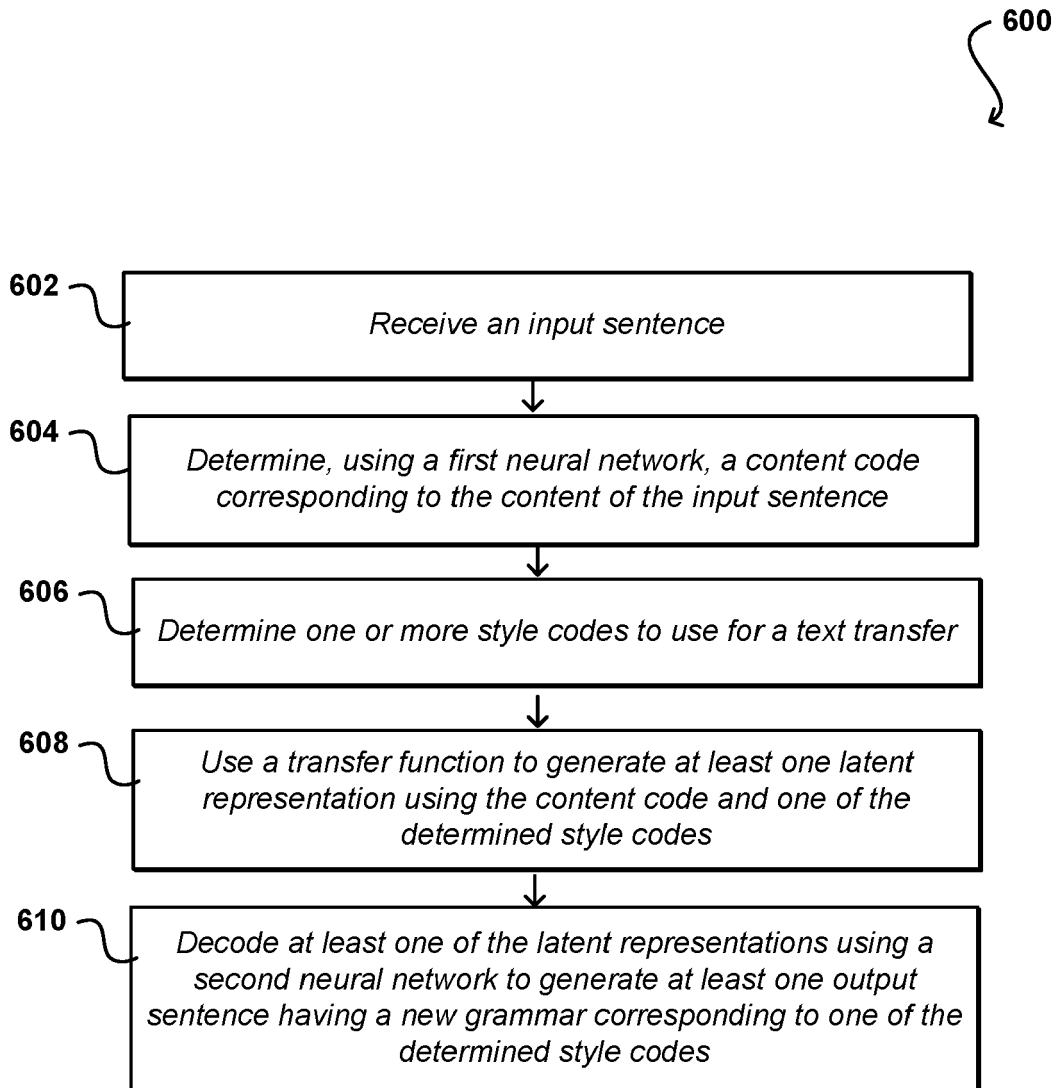 600
602
Receive an input sentence
604
Determine, using a first neural network, a content code
corresponding to the content of the input sentence
606
Determine one or more style codes to use for a text transfer
608
Use a transfer function to generate at least one latent
representation using the content code and one of the
determined style codes
610
Decode at least one of the latent representations using a
second neural network to generate at least one output
sentence having a new grammar corresponding to one of the
determined style codes